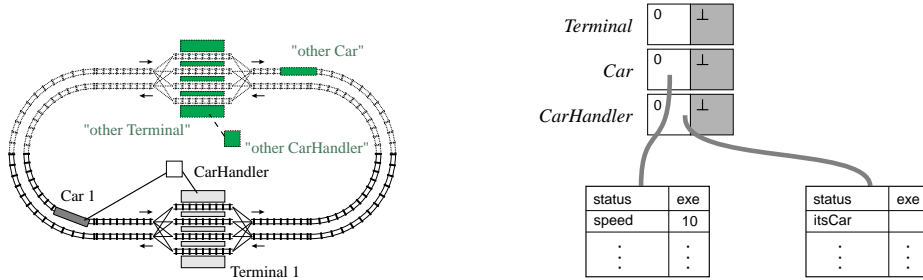 "other Car"
"other Terminal"
"other CarHandler"
CarHandler
Car 1
Terminal 1
Terminal 0 ⊥
Car 0 ⊥
CarHandler 0 ⊥
status exe
speed 10
status exe
itsCar